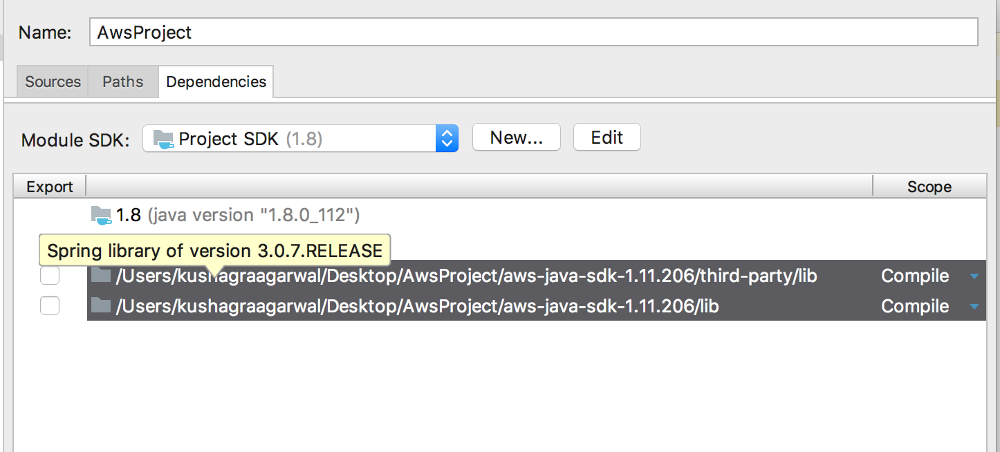 Name: AwsProject
Sources Paths Dependencies
Module SDK: Project SDK (1.8) New... Edit
Export Scope
1.8 (java version "1.8.0_112")
Spring library of version 3.0.7.RELEASE
/Users/kushagraagarwal/Desktop/AwsProject/aws-java-sdk-1.11.206/third-party/lib Compile
/Users/kushagraagarwal/Desktop/AwsProject/aws-java-sdk-1.11.206/lib Compile